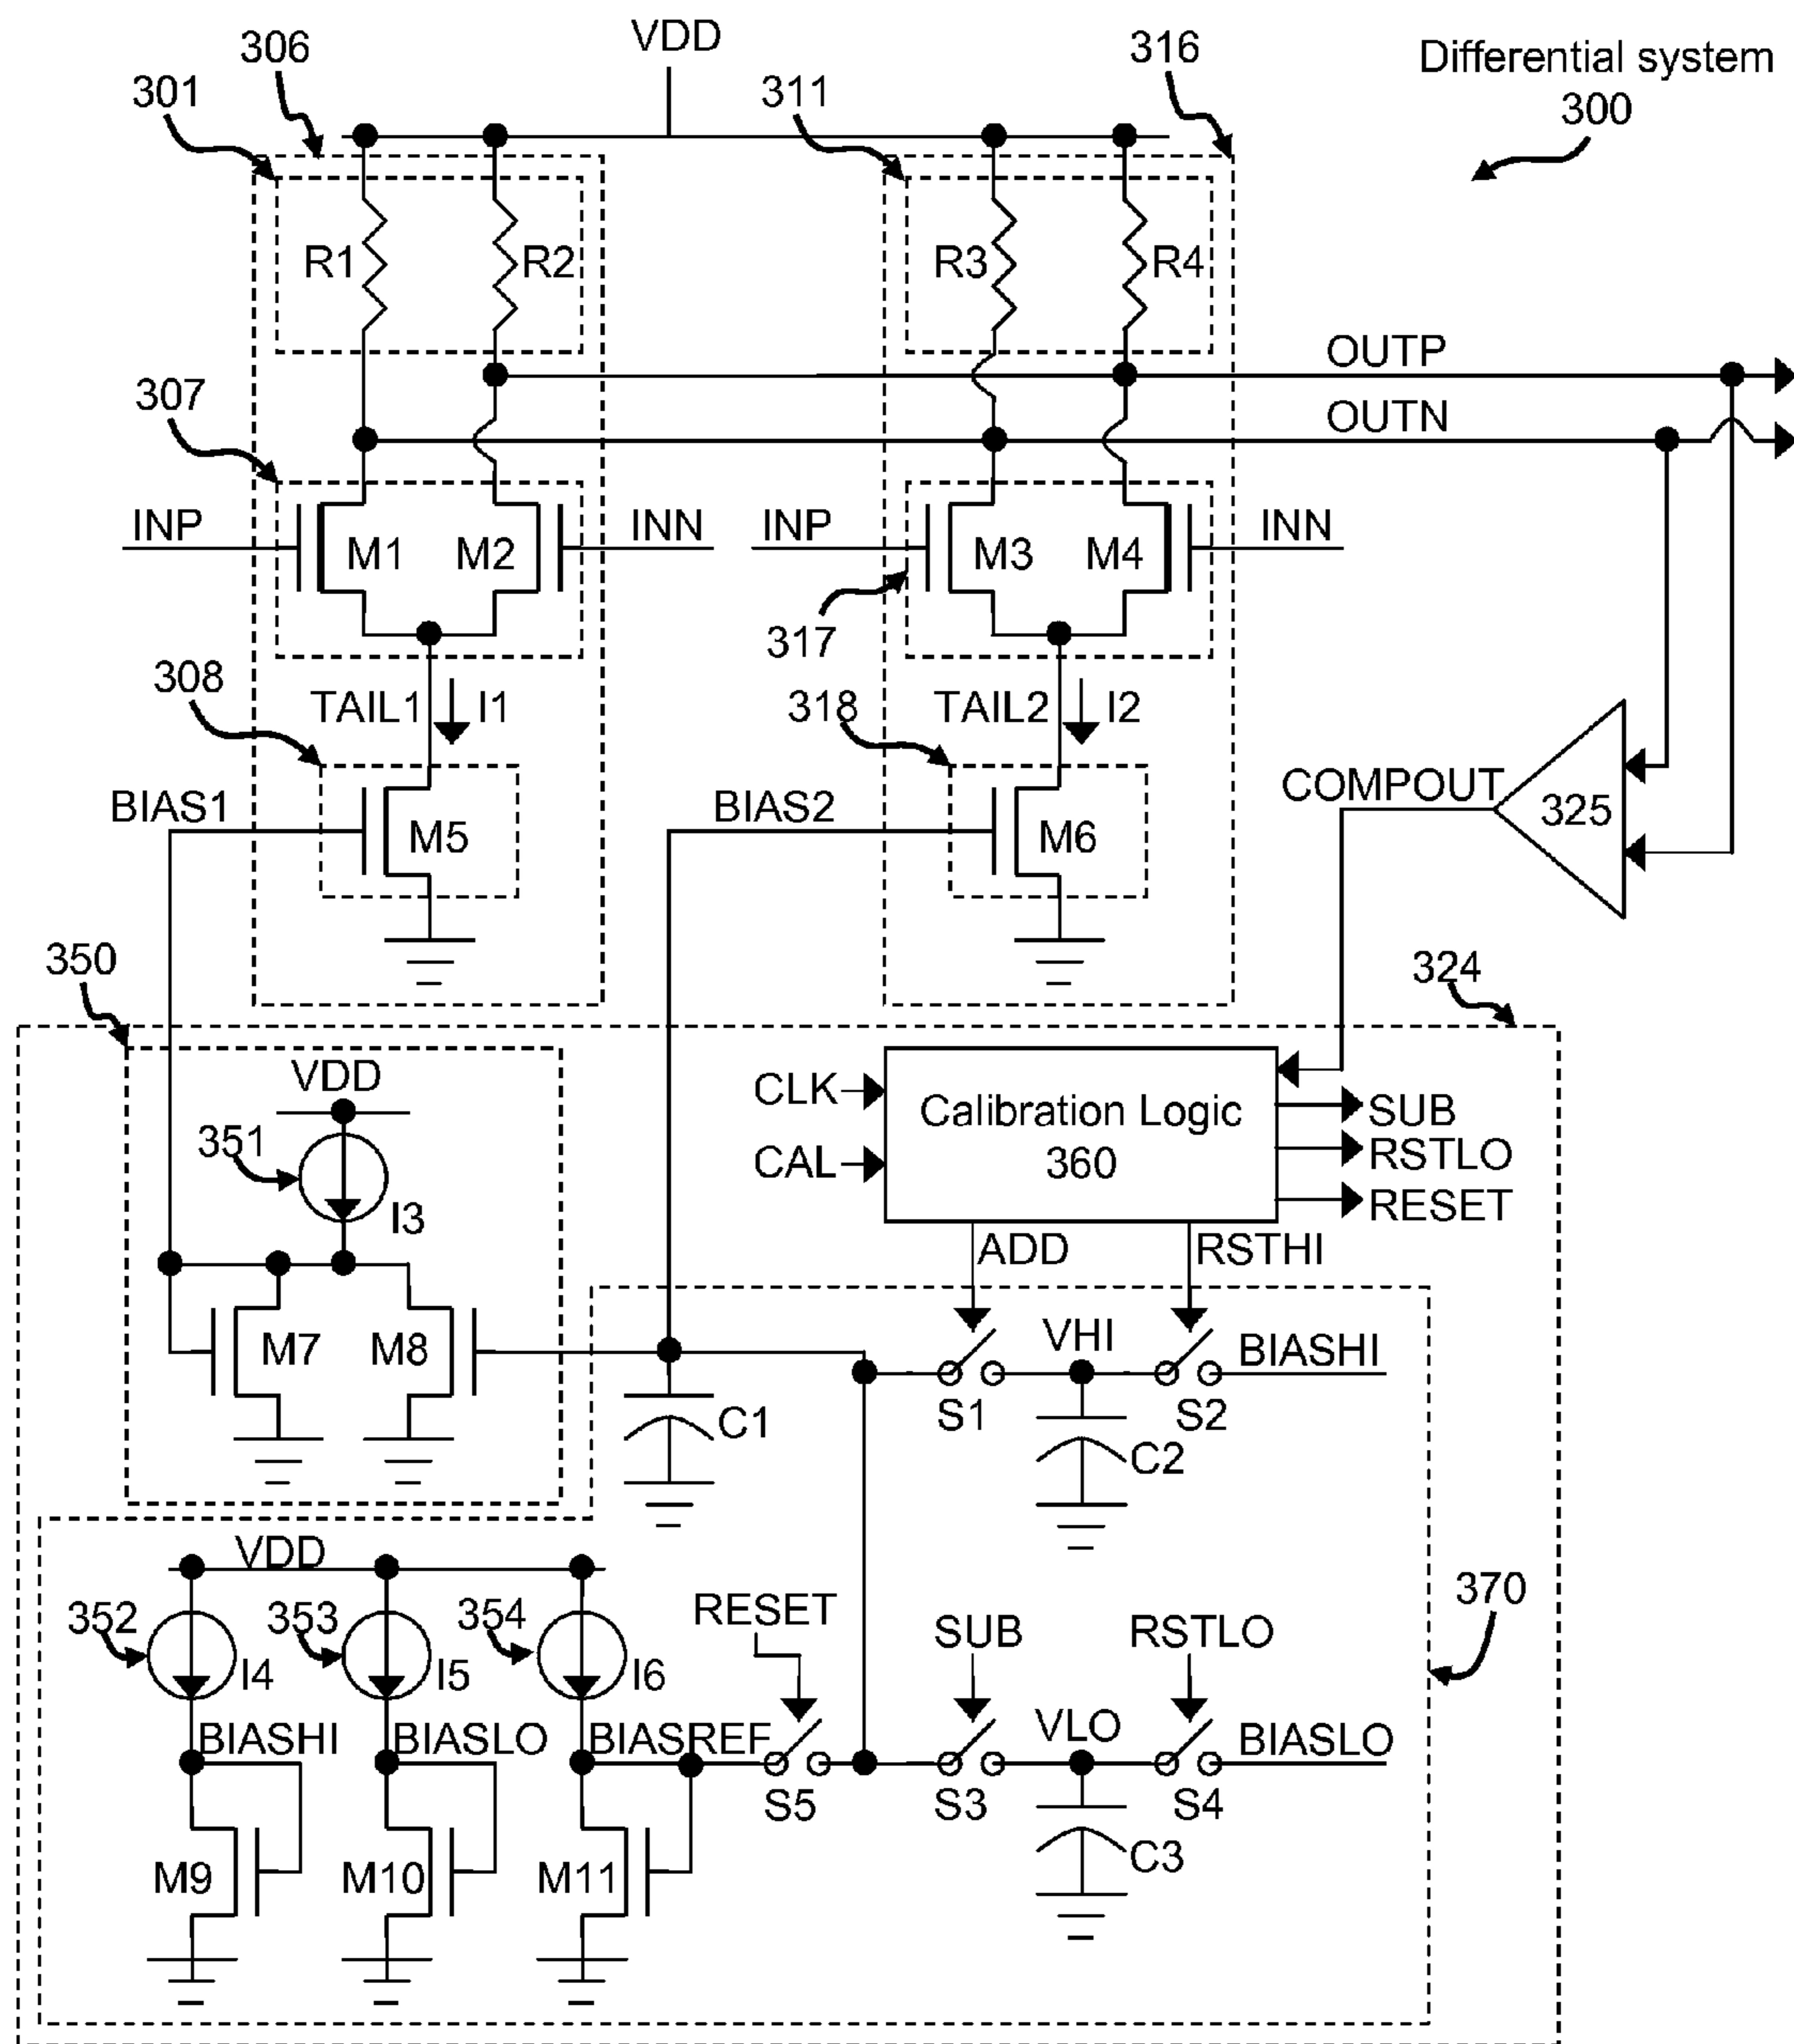 306
VDD
316
Differential system
300
301
311
R1
R2
R3
R4
OUTP
307
OUTN
INP
M1
M2
INN
INP
M3
M4
INN
317
308
TAIL1
I1
318
TAIL2
I2
COMPOUT
325
BIAS1
M5
BIAS2
M6
350
324
VDD
CLK
Calibration Logic
360
SUB
351
CAL
RSTLO
I3
RESET
ADD
RSTHI
M7
M8
VHI
BIASHI
C1
S1
S2
C2
VDD
370
352
353
354
RESET
SUB
RSTLO
I4
I5
I6
BIASHI
BIASLO
BIASREF
VLO
BIASLO
S5
S3
S4
M9
M10
M11
C3